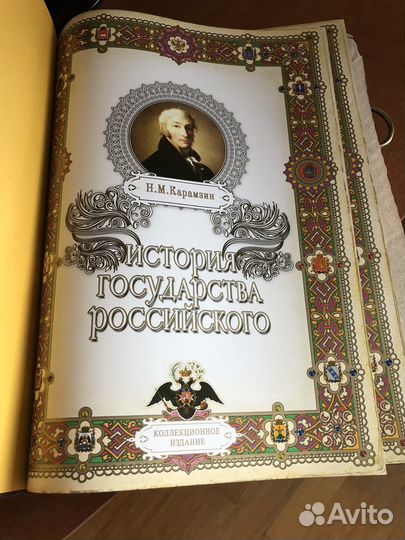 Н.М.Карамзин
ИСТОРИЯ
ГОСУДАРСТВА
РОССИЙСКОГО
КОЛЛЕКЦИОННОЕ
ИЗДАНИЕ
Avito